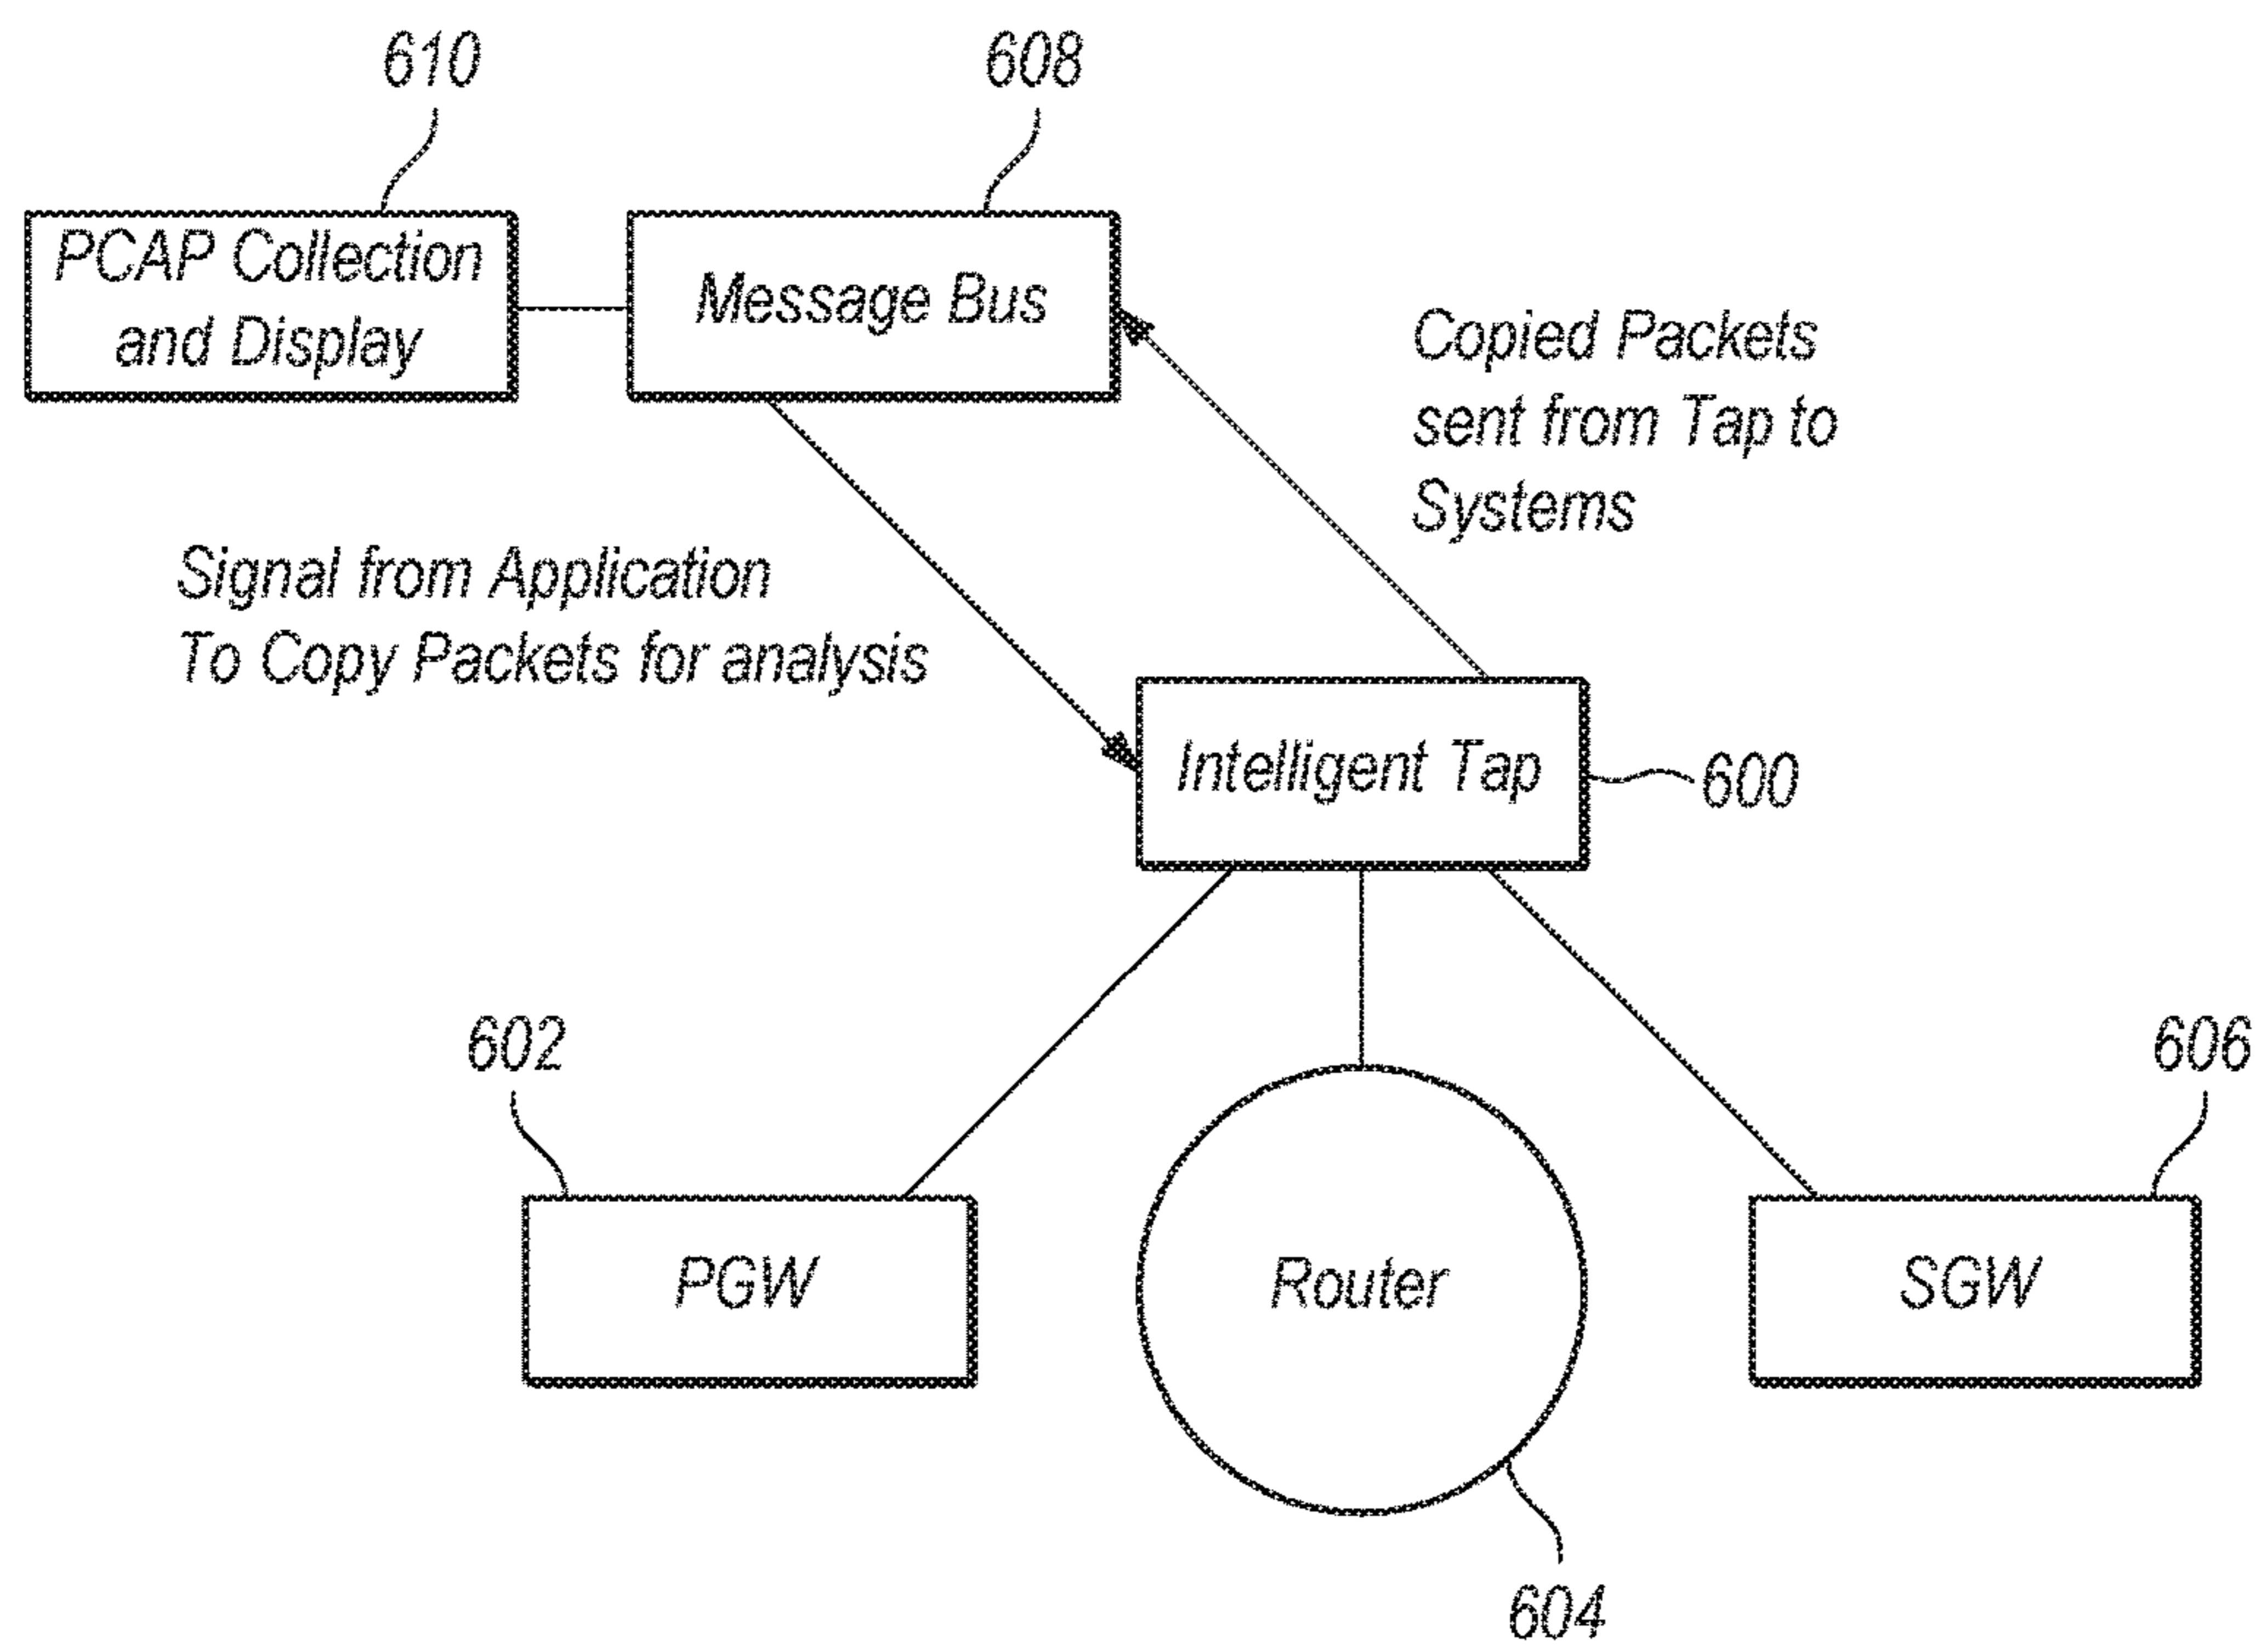 610
608
PCAP Collection
and Display
Message Bus
Copied Packets
sent from Tap to
Systems
Signal from Application
To Copy Packets for analysis
Intelligent Tap
600
602
606
PGW
Router
SGW
604